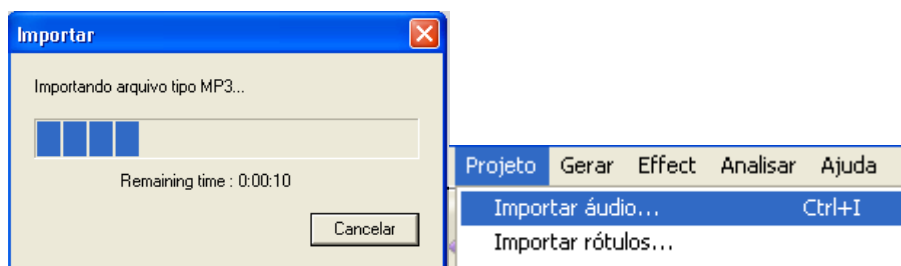 Importar
Importando arquivo tipo MP3...
Remaining time : 0:00:10
Cancelar
Projeto Gerar Effect Analisar Ajuda
Importar áudio... Ctrl+I
Importar rótulos...